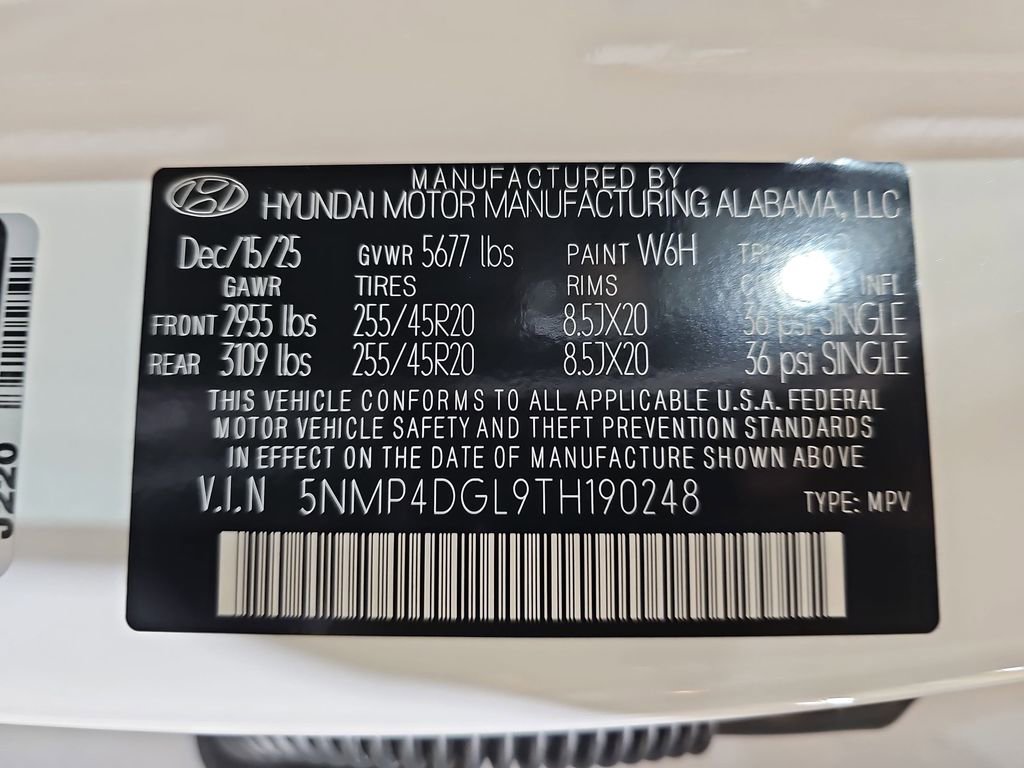 MANUFACTURED BY
HYUNDAI MOTOR MANUFACTURING ALABAMA, LLC
Dec/15/25 GVWR 5677 lbs PAINT W6H
GAWR TIRES RIMS INFL
FRONT 2955 lbs 255/45R20 8.5JX20 36 psi SINGLE
REAR 3109 lbs 255/45R20 8.5JX20 36 psi SINGLE
THIS VEHICLE CONFORMS TO ALL APPLICABLE U.S.A. FEDERAL
MOTOR VEHICLE SAFETY AND THEFT PREVENTION STANDARDS
IN EFFECT ON THE DATE OF MANUFACTURE SHOWN ABOVE
V.I.N 5NMP4DGL9TH190248 TYPE: MPV